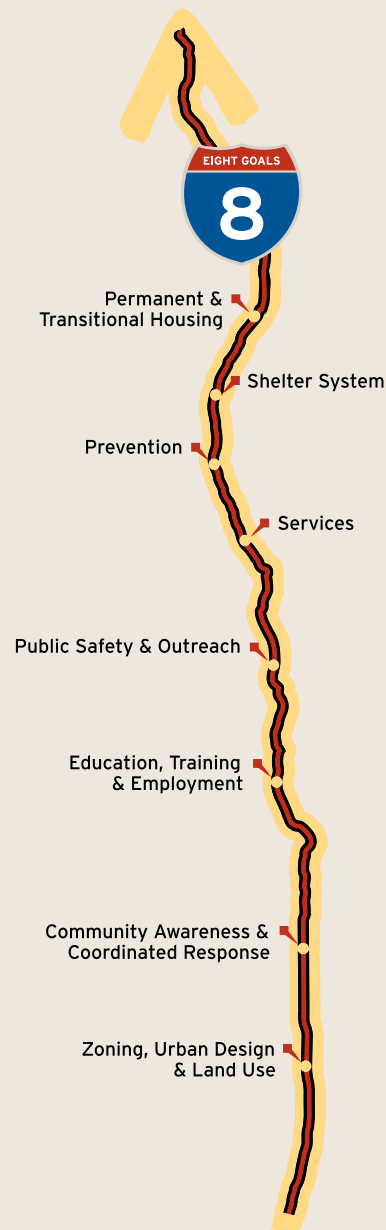 EIGHT GOALS
8
Permanent &
Transitional Housing
Shelter System
Prevention
Services
Public Safety & Outreach
Education, Training
& Employment
Community Awareness &
Coordinated Response
Zoning, Urban Design
& Land Use